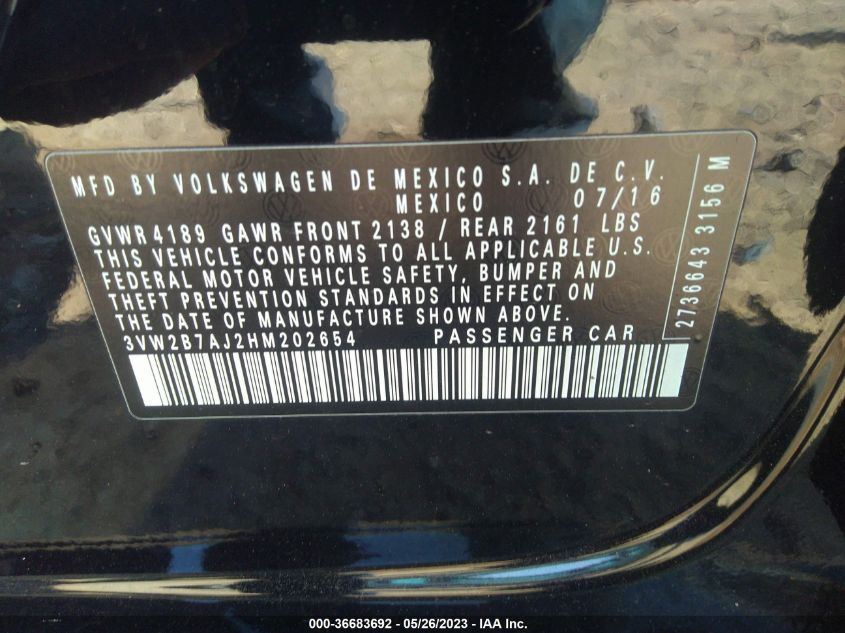 MFD BY VOLKSWAGEN DE MEXICO S.A. DE C.V.
MEXICO 07/16
GVWR 4189 GAWR FRONT 2138 / REAR 2161 LBS
THIS VEHICLE CONFORMS TO ALL APPLICABLE U.S.
FEDERAL MOTOR VEHICLE SAFETY, BUMPER AND
THEFT PREVENTION STANDARDS IN EFFECT ON
THE DATE OF MANUFACTURE SHOWN ABOVE.
3VW2B7AJ2HM202654 PASSENGER CAR
2736643 3156 M
000-36683692 - 05/26/2023 - IAA Inc.